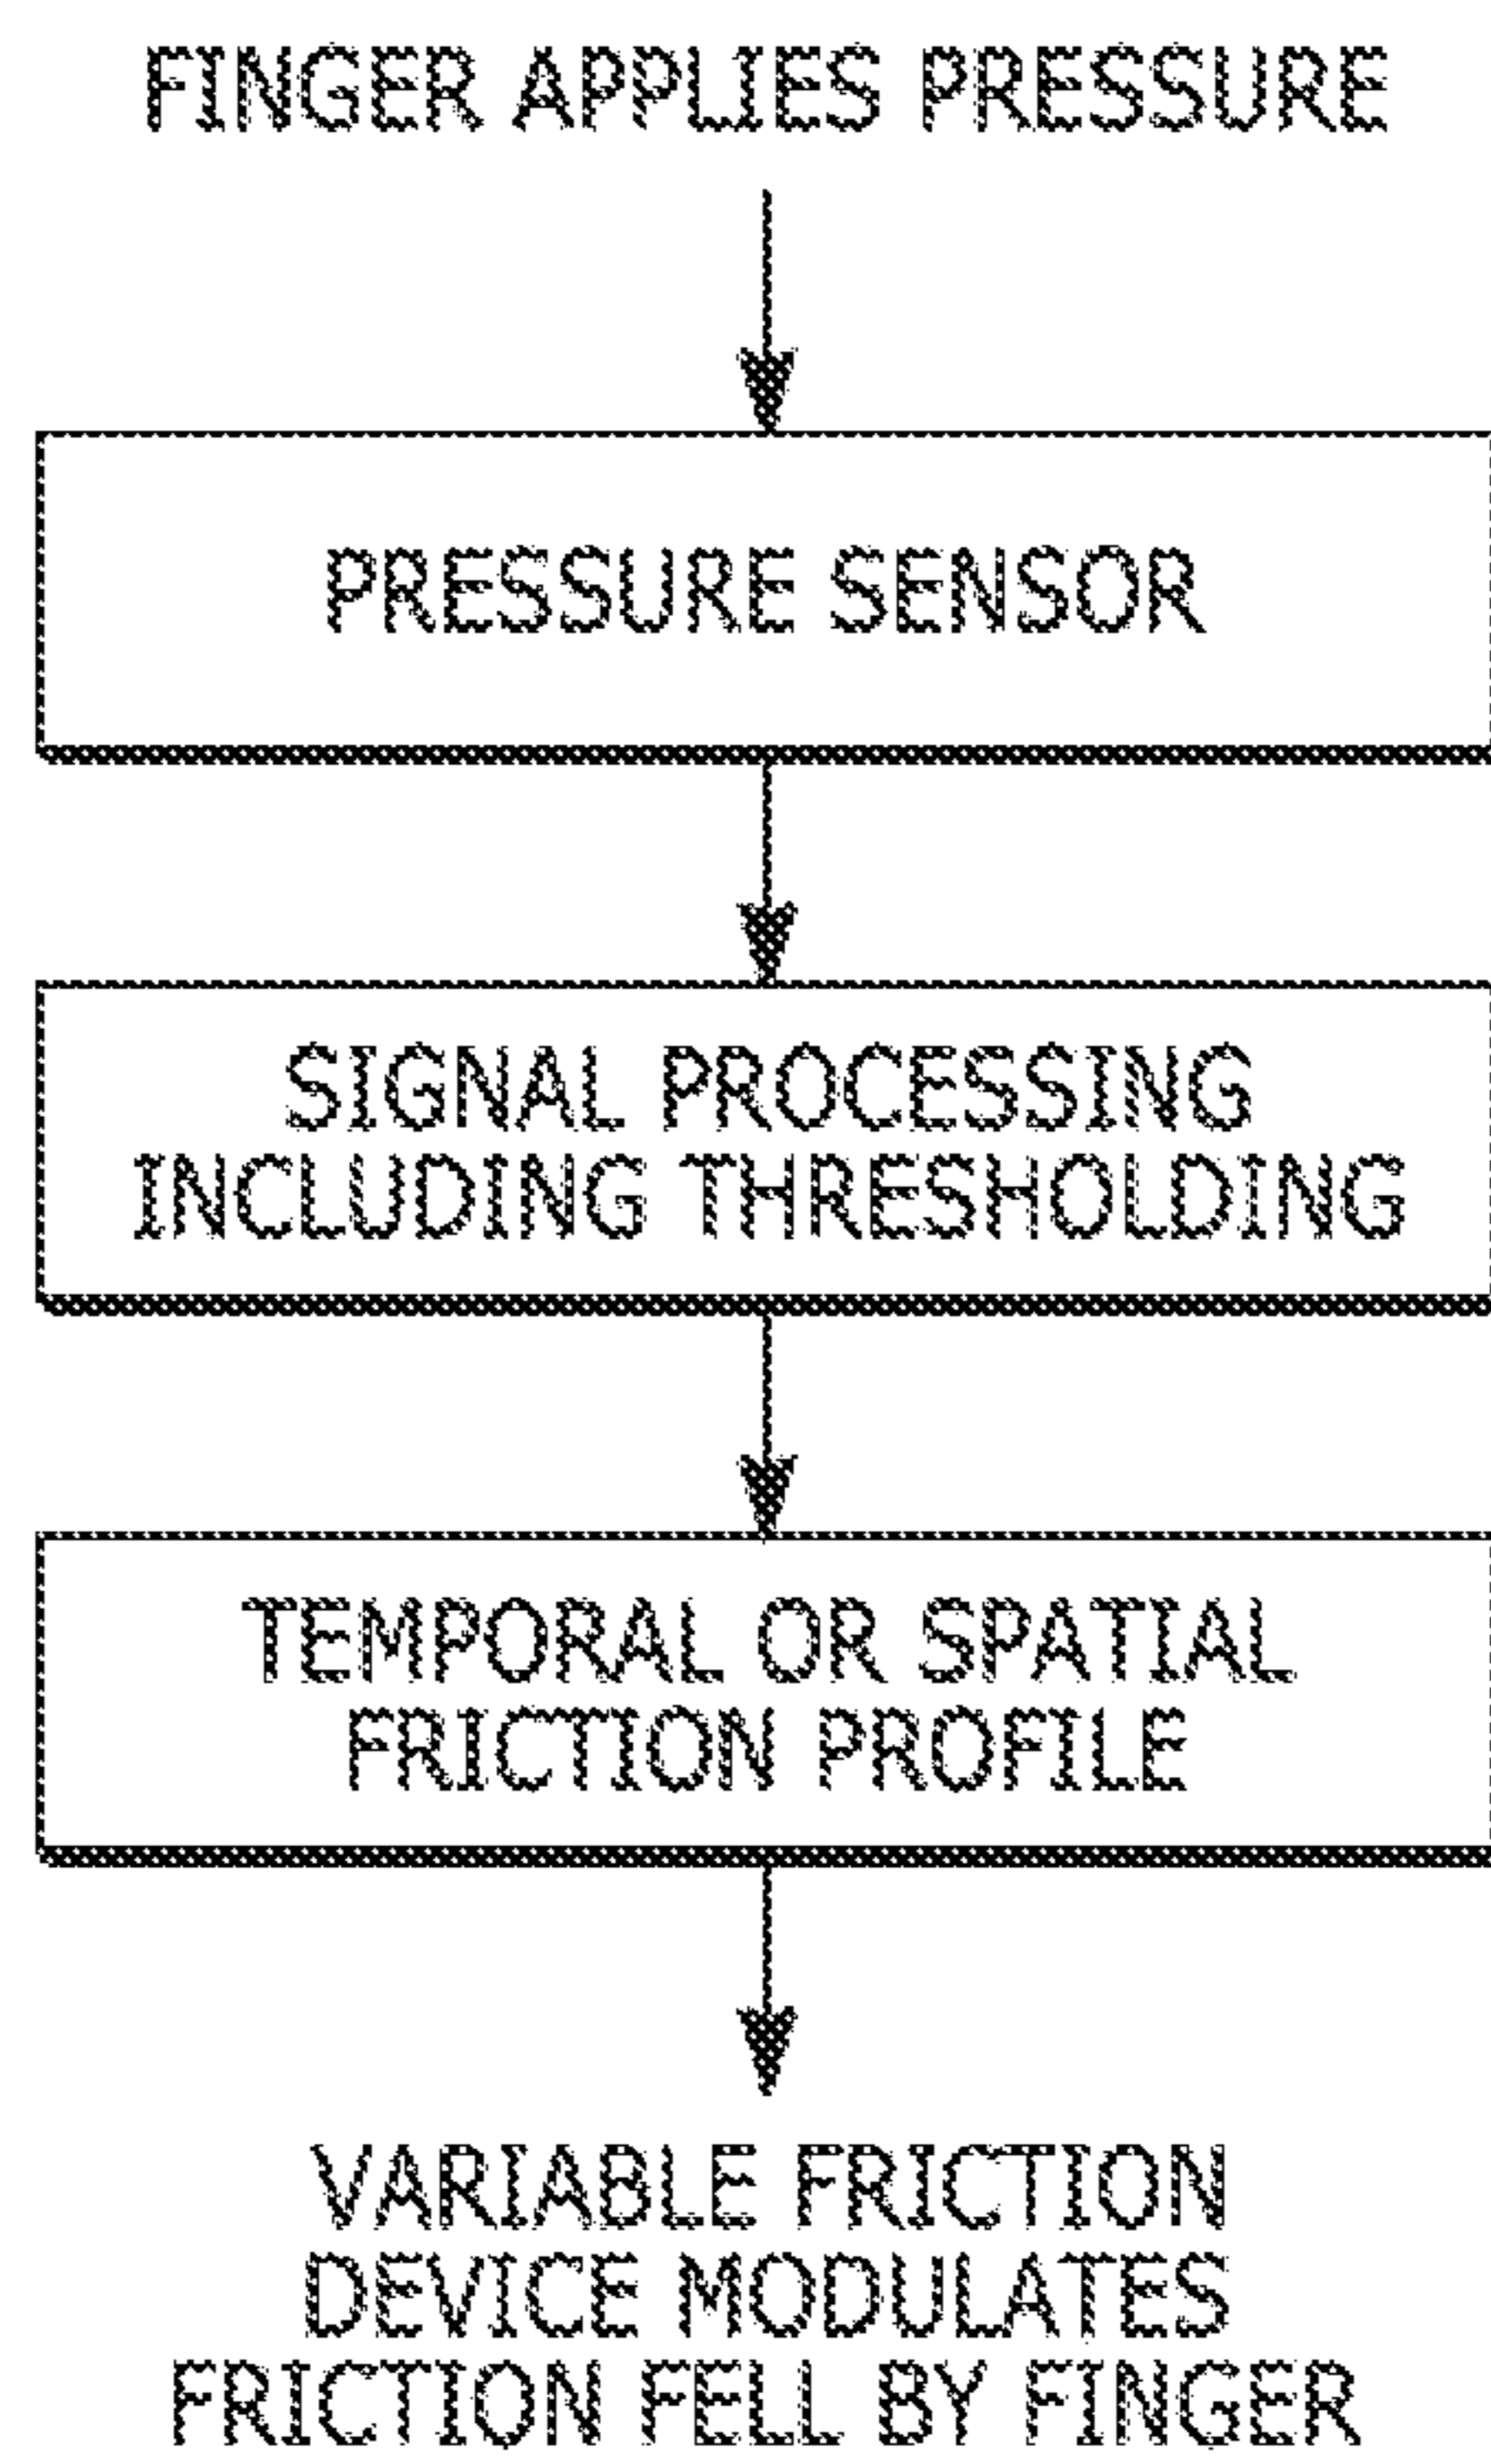 FINGER APPLIES PRESSURE
PRESSURE SENSOR
SIGNAL PROCESSING
INCLUDING THRESHOLDING
TEMPORAL OR SPATIAL
FRICTION PROFILE
VARIABLE FRICTION
DEVICE MODULATES
FRICTION FELL BY FINGER